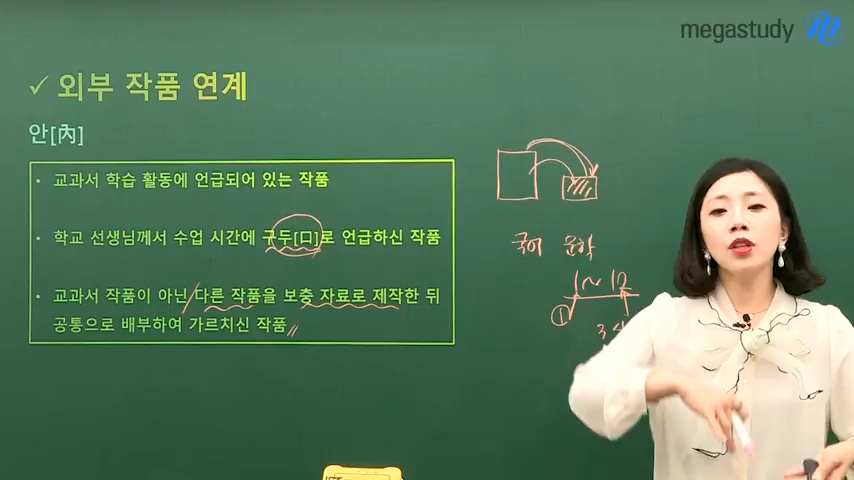 megastudy
✓ 외부 작품 연계
안[內]
• 교과서 학습 활동에 언급되어 있는 작품
• 학교 선생님께서 수업 시간에 구두[口]로 언급하신 작품
• 교과서 작품이 아닌 다른 작품을 보충 자료로 제작한 뒤
공통으로 배부하여 가르치신 작품
국어 문학
1~12
①